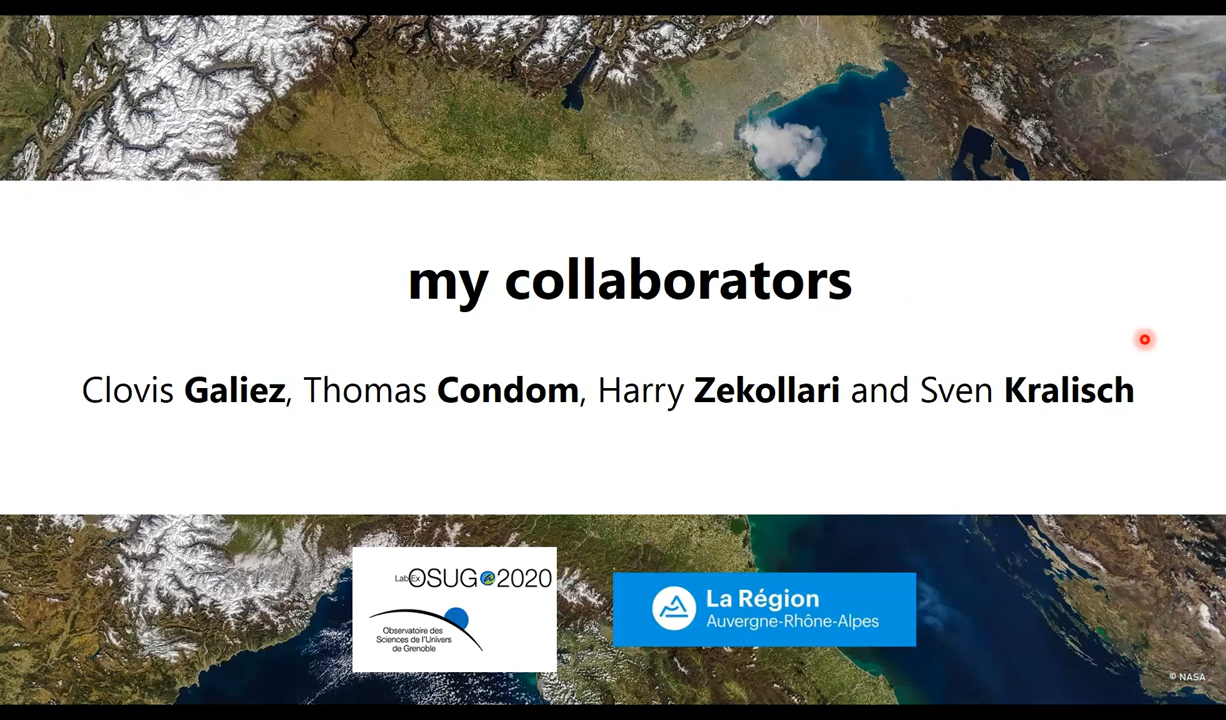 my collaborators
Clovis Galiez, Thomas Condom, Harry Zekollari and Sven Kralisch
LabEx OSUG@2020
Observatoire des
Sciences de l'Univers
de Grenoble
La Région
Auvergne-Rhône-Alpes
© NASA